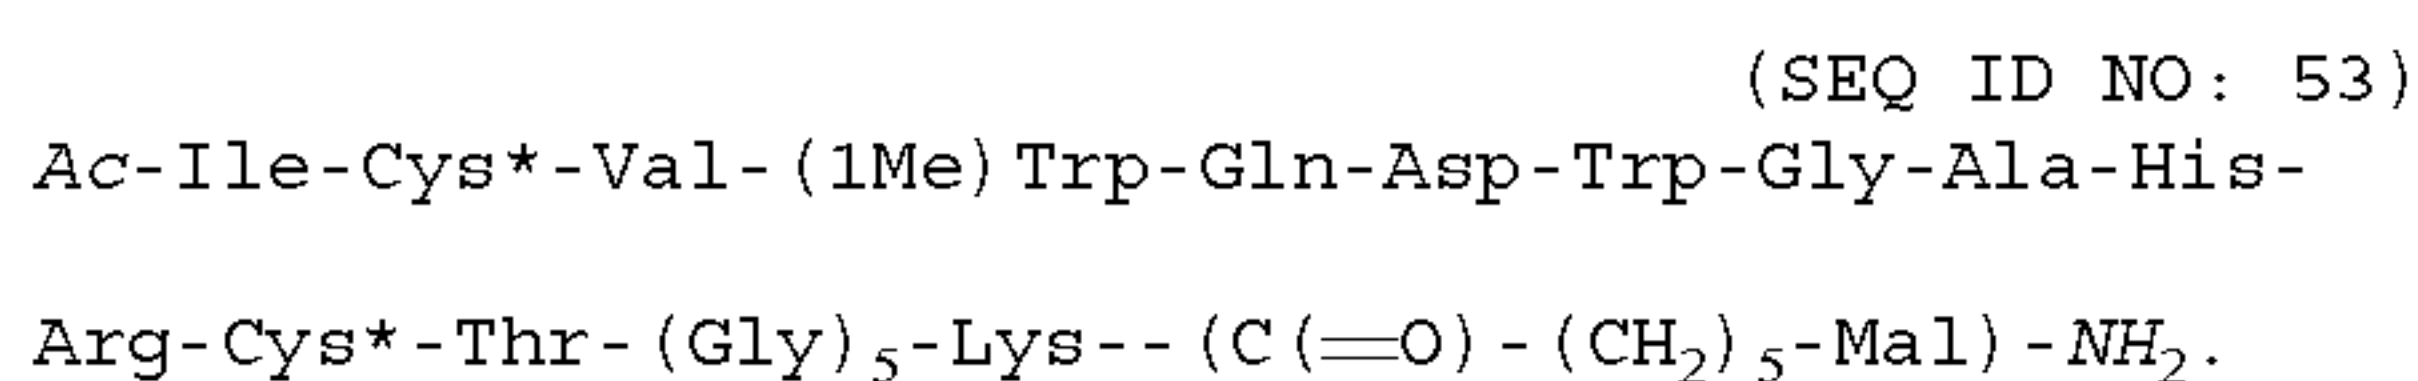 (SEQ ID NO: 53)
Ac-Ile-Cys*-Val-(1Me)Trp-Gln-Asp-Trp-Gly-Ala-His-
Arg-Cys*-Thr-(Gly)₅-Lys--(C(=O)-(CH₂)₅-Mal)-NH₂.